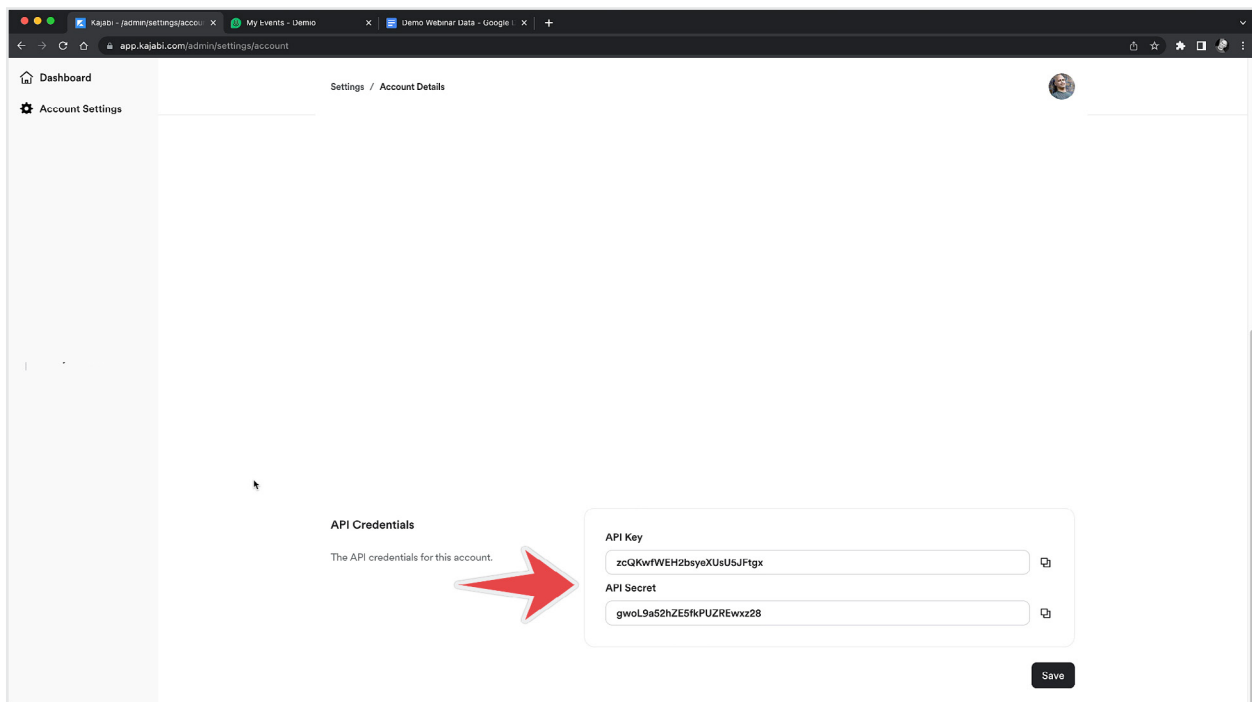 Kajabi - /admin/settings/accou
My Events - Demio
Demo Webinar Data - Google
app.kajabi.com/admin/settings/account
Dashboard
Account Settings
Settings / Account Details
API Credentials
The API credentials for this account.
API Key
zcQKwfWEH2bsyeXUsU5JFtgx
API Secret
gwoL9a52hZE5fkPUZREwxz28
Save